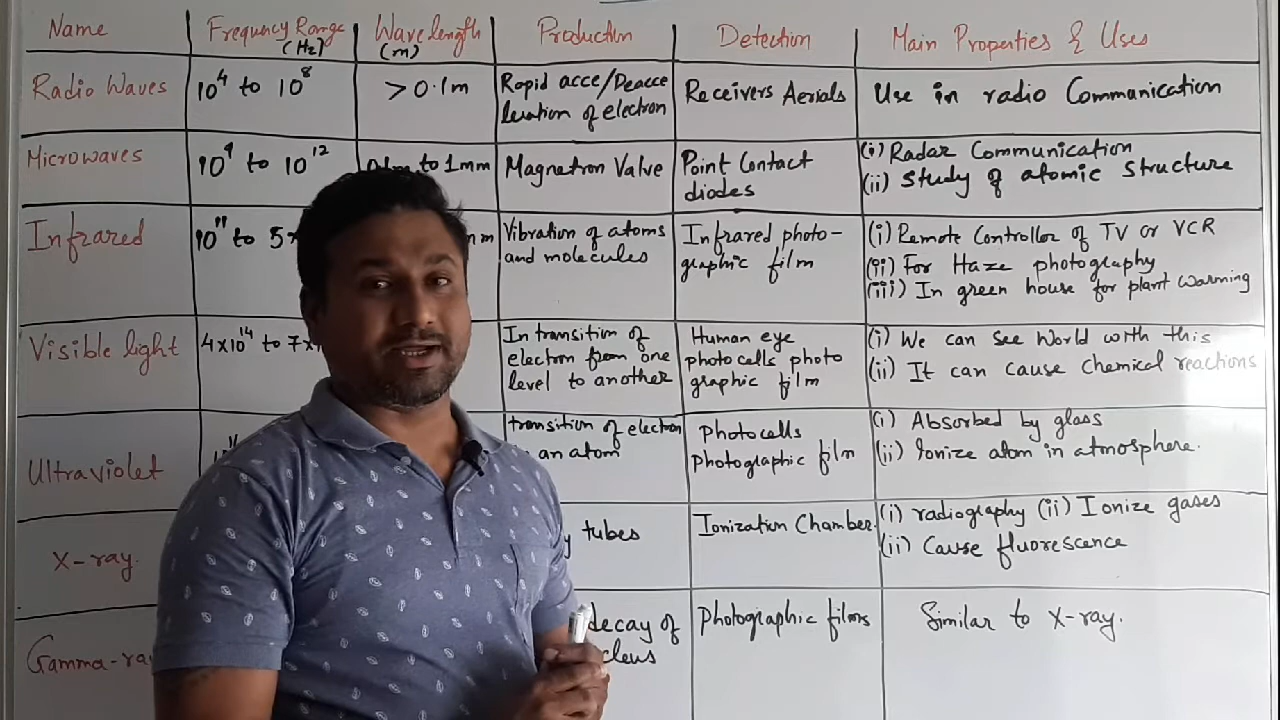 Name
Frequency Range
(Hz)
Wavelength
(m)
Production
Detection
Main Properties & Uses
Radio Waves
10⁴ to 10⁸
> 0.1m
Rapid acce/Deacce
leration of electron
Receivers Aerials
Use in radio Communication
Microwaves
10⁹ to 10¹²
to 1mm
Magnetron Valve
Point Contact
diodes
(i) Radar Communication
(ii) Study of atomic structure
Infrared
10¹¹ to 5
Vibration of atoms
and molecules
Infrared photo-
graphic film
(i) Remote Controller of TV or VCR
(ii) For Haze photography
(iii) In green house for plant warming
Visible light
4x10¹⁴ to 7x
In transition of
electron from one
level to another
Human eye
photocells photo
graphic film
(i) We can see World with this
(ii) It can cause Chemical reactions
Ultraviolet
transition of electron
an atom
Photocells
Photographic film
(i) Absorbed by glass
(ii) Ionize atom in atmosphere.
X-ray.
tubes
Ionization Chamber
(i) radiography (ii) Ionize gases
(ii) Cause fluorescence
Gamma-ra
decay of
cleus
Photographic films
Similar to X-ray.